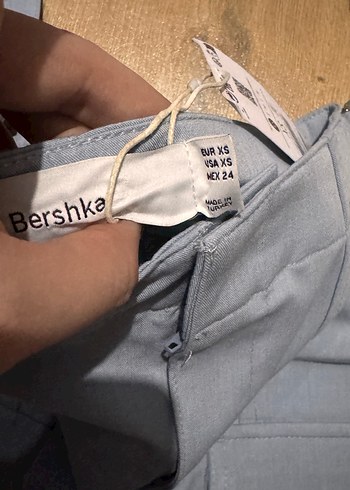 Bershka
EUR XS
USA XS
MEX 24
MADE IN
TURKEY